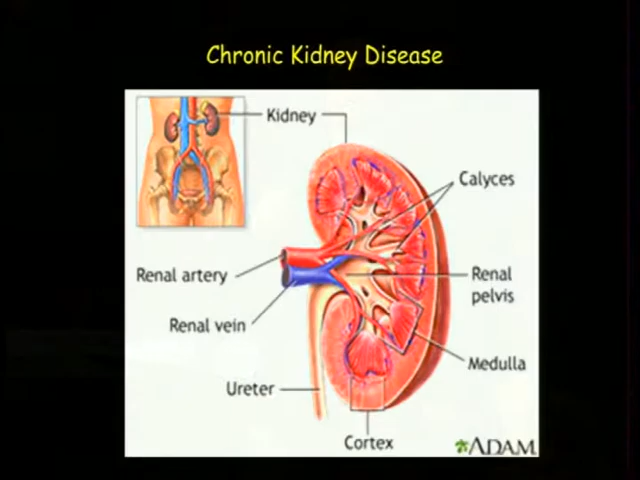 Chronic Kidney Disease
Kidney
Calyces
Renal artery
Renal
pelvis
Renal vein
Medulla
Ureter
Cortex
ADAM